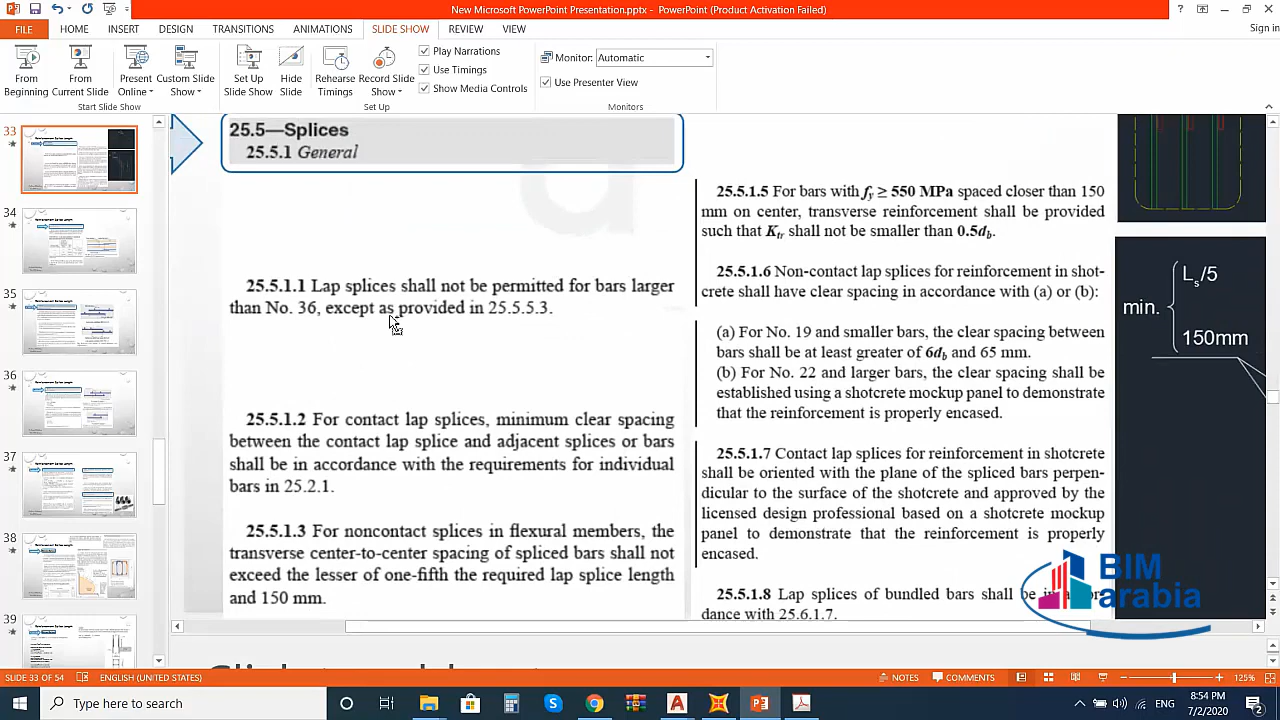 New Microsoft PowerPoint Presentation.pptx - PowerPoint (Product Activation Failed)
FILE HOME INSERT DESIGN TRANSITIONS ANIMATIONS SLIDE SHOW REVIEW VIEW
Sign in
From Beginning
From Current Slide
Present Online
Custom Slide Show
Start Slide Show
Set Up Slide Show
Hide Slide
Rehearse Timings
Record Slide Show
Play Narrations
Use Timings
Show Media Controls
Set Up
Monitor: Automatic
Use Presenter View
Monitors
33
34
35
36
37
38
39
25.5—Splices
25.5.1 General
25.5.1.1 Lap splices shall not be permitted for bars larger
than No. 36, except as provided in 25.5.5.3.
25.5.1.2 For contact lap splices, minimum clear spacing
between the contact lap splice and adjacent splices or bars
shall be in accordance with the requirements for individual
bars in 25.2.1.
25.5.1.3 For noncontact splices in flexural members, the
transverse center-to-center spacing of spliced bars shall not
exceed the lesser of one-fifth the required lap splice length
and 150 mm.
25.5.1.5 For bars with fy ≥ 550 MPa spaced closer than 150
mm on center, transverse reinforcement shall be provided
such that Ktr shall not be smaller than 0.5db.
25.5.1.6 Non-contact lap splices for reinforcement in shot-
crete shall have clear spacing in accordance with (a) or (b):
(a) For No. 19 and smaller bars, the clear spacing between
bars shall be at least greater of 6db and 65 mm.
(b) For No. 22 and larger bars, the clear spacing shall be
established using a shotcrete mockup panel to demonstrate
that the reinforcement is properly encased.
25.5.1.7 Contact lap splices for reinforcement in shotcrete
shall be oriented with the plane of the spliced bars perpen-
dicular to the surface of the shotcrete and approved by the
licensed design professional based on a shotcrete mockup
panel to demonstrate that the reinforcement is properly
encased.
25.5.1.8 Lap splices of bundled bars shall be in
dance with 25.6.1.7.
min.
Ls/5
150mm
BIM
arabia
SLIDE 33 OF 54 ENGLISH (UNITED STATES)
NOTES COMMENTS 125%
Type here to search
ENG
8:54 PM
7/2/2020